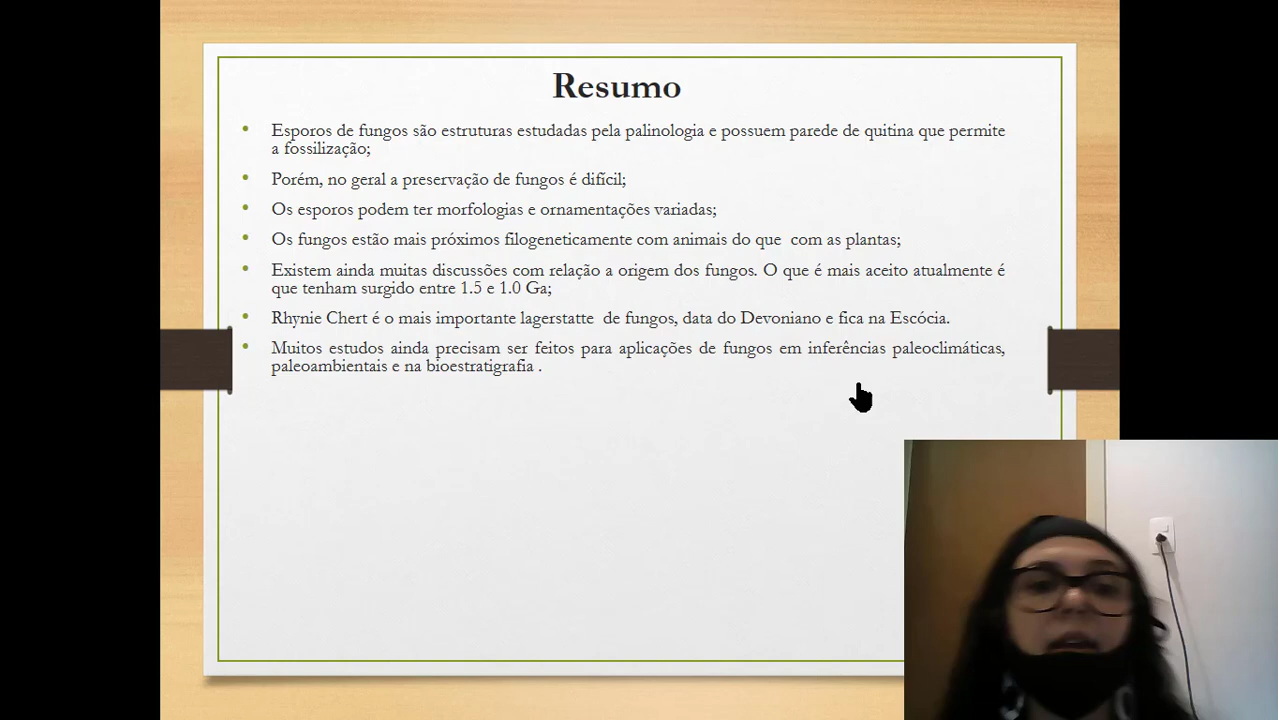 Resumo
• Esporos de fungos são estruturas estudadas pela palinologia e possuem parede de quitina que permite
a fossilização;
• Porém, no geral a preservação de fungos é difícil;
• Os esporos podem ter morfologias e ornamentações variadas;
• Os fungos estão mais próximos filogeneticamente com animais do que com as plantas;
• Existem ainda muitas discussões com relação a origem dos fungos. O que é mais aceito atualmente é
que tenham surgido entre 1.5 e 1.0 Ga;
• Rhynie Chert é o mais importante lagerstatte de fungos, data do Devoniano e fica na Escócia.
• Muitos estudos ainda precisam ser feitos para aplicações de fungos em inferências paleoclimáticas,
paleoambientais e na bioestratigrafia .